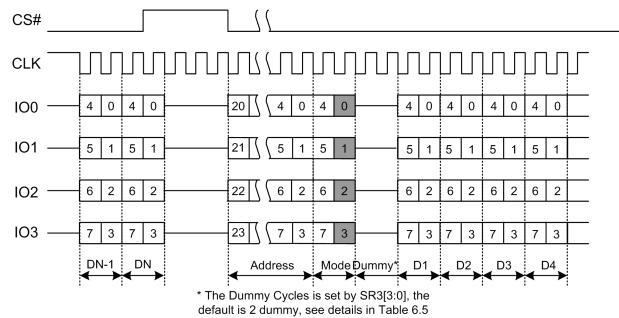 CS#
CLK
IO0 4 0 4 0 20 4 0 4 0 4 0 4 0 4 0 4 0
IO1 5 1 5 1 21 5 1 5 1 5 1 5 1 5 1 5 1
IO2 6 2 6 2 22 6 2 6 2 6 2 6 2 6 2 6 2
IO3 7 3 7 3 23 7 3 7 3 7 3 7 3 7 3 7 3
DN-1 DN Address Mode Dummy* D1 D2 D3 D4
* The Dummy Cycles is set by SR3[3:0], the
default is 2 dummy, see details in Table 6.5